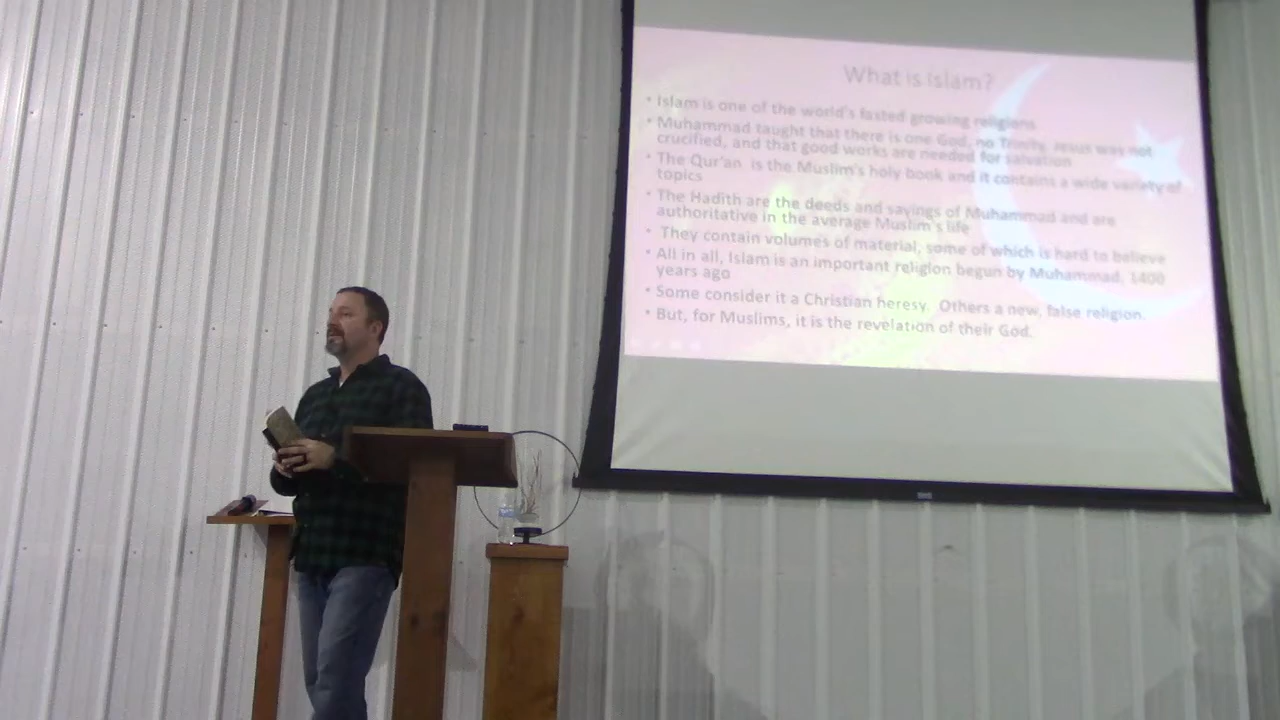 What is Islam?
• Islam is one of the world's fasted growing religions.
• Muhammad taught that there is one God, no Trinity, Jesus was not
crucified, and that good works are needed for salvation
• The Qur'an is the Muslim's holy book and it contains a wide variety of
topics
• The Hadith are the deeds and sayings of Muhammad and are
authoritative in the average Muslim's life
• They contain volumes of material, some of which is hard to believe
• All in all, Islam is an important religion begun by Muhammad, 1400
years ago
• Some consider it a Christian heresy. Others a new, false religion.
• But, for Muslims, it is the revelation of their God.